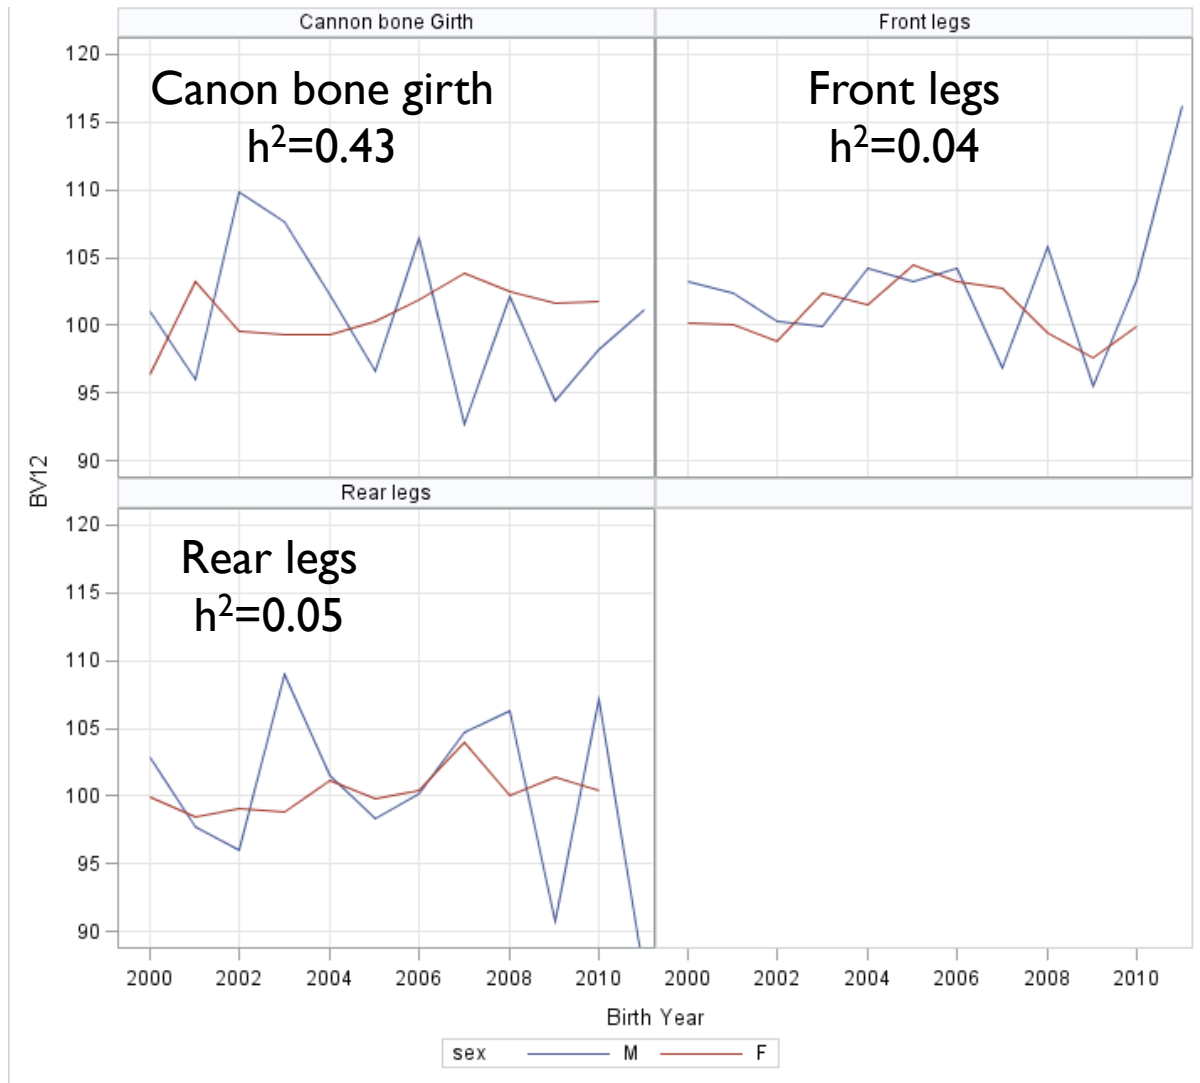 Cannon bone Girth
Front legs
120
115
110
105
100
95
90
Canon bone girth
h²=0.43
Front legs
h²=0.04
BV12
Rear legs
120
115
110
105
100
95
90
Rear legs
h²=0.05
2000 2002 2004 2006 2008 2010
2000 2002 2004 2006 2008 2010
Birth Year
sex M F